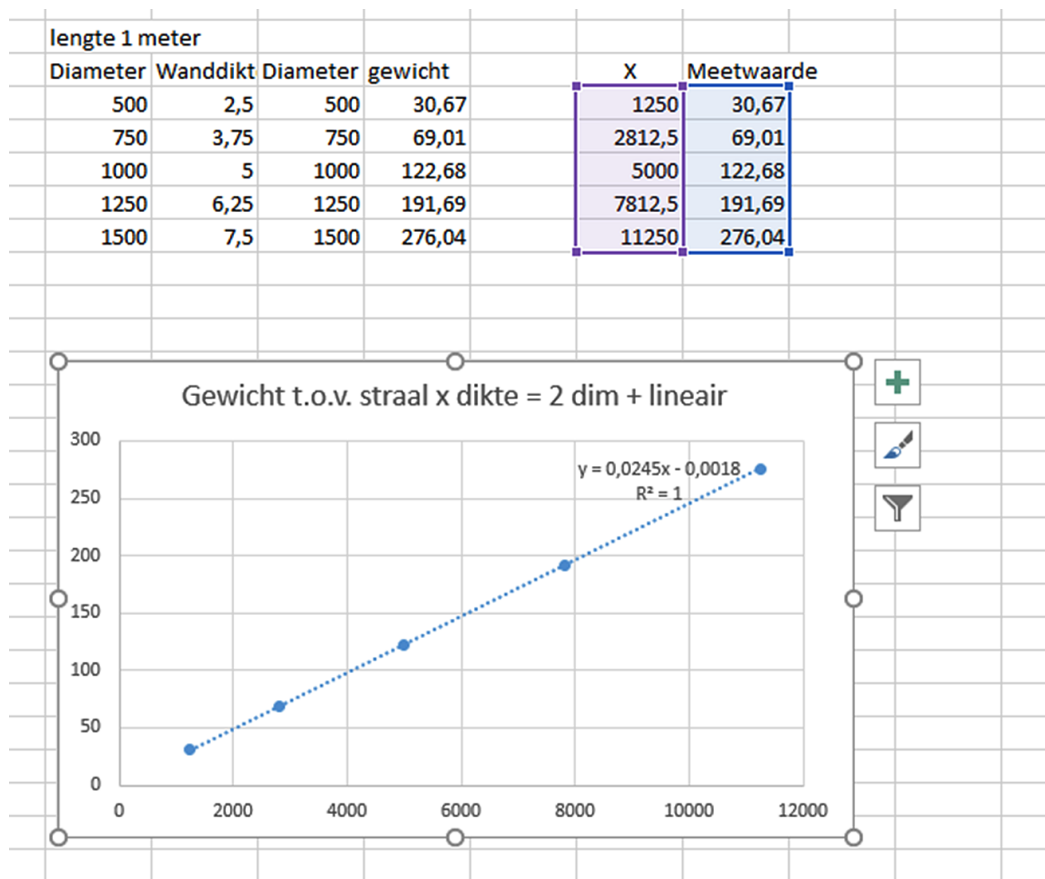 lengte 1 meter
Diameter Wanddikt Diameter gewicht X Meetwaarde
500 2,5 500 30,67 1250 30,67
750 3,75 750 69,01 2812,5 69,01
1000 5 1000 122,68 5000 122,68
1250 6,25 1250 191,69 7812,5 191,69
1500 7,5 1500 276,04 11250 276,04
Gewicht t.o.v. straal x dikte = 2 dim + lineair
300
y = 0,0245x - 0,0018
R² = 1
250
200
150
100
50
0
0 2000 4000 6000 8000 10000 12000